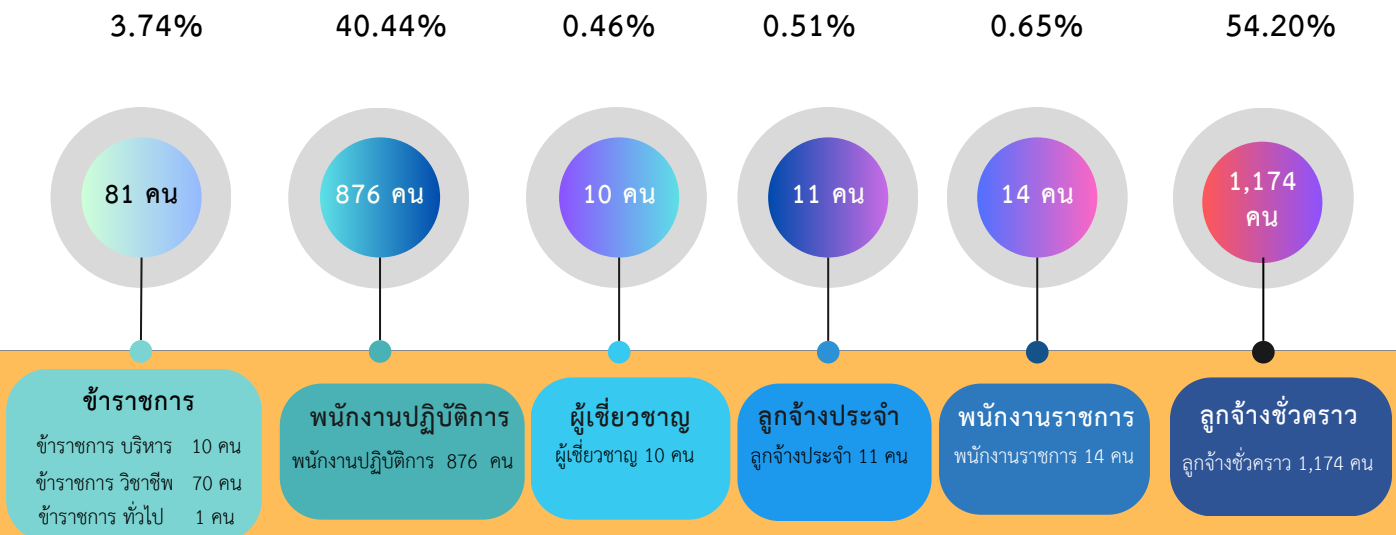 3.74% 40.44% 0.46% 0.51% 0.65% 54.20%
81 คน 876 คน 10 คน 11 คน 14 คน 1,174
คน
ข้าราชการ
ข้าราชการ บริหาร 10 คน
ข้าราชการ วิชาชีพ 70 คน
ข้าราชการ ทั่วไป 1 คน
พนักงานปฏิบัติการ
พนักงานปฏิบัติการ 876 คน
ผู้เชี่ยวชาญ
ผู้เชี่ยวชาญ 10 คน
ลูกจ้างประจำ
ลูกจ้างประจำ 11 คน
พนักงานราชการ
พนักงานราชการ 14 คน
ลูกจ้างชั่วคราว
ลูกจ้างชั่วคราว 1,174 คน